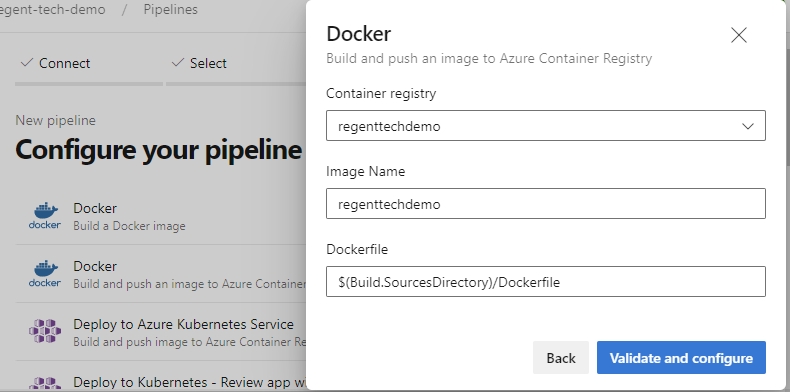 egent-tech-demo / Pipelines
Connect
Select
New pipeline
Configure your pipeline
docker
Docker
Build a Docker image
docker
Docker
Build and push an image to Azure Container
Deploy to Azure Kubernetes Service
Build and push image to Azure Container Re
Deploy to Kubernetes - Review app w
Docker
Build and push an image to Azure Container Registry
Container registry
regenttechdemo
Image Name
regenttechdemo
Dockerfile
$(Build.SourcesDirectory)/Dockerfile
Back
Validate and configure